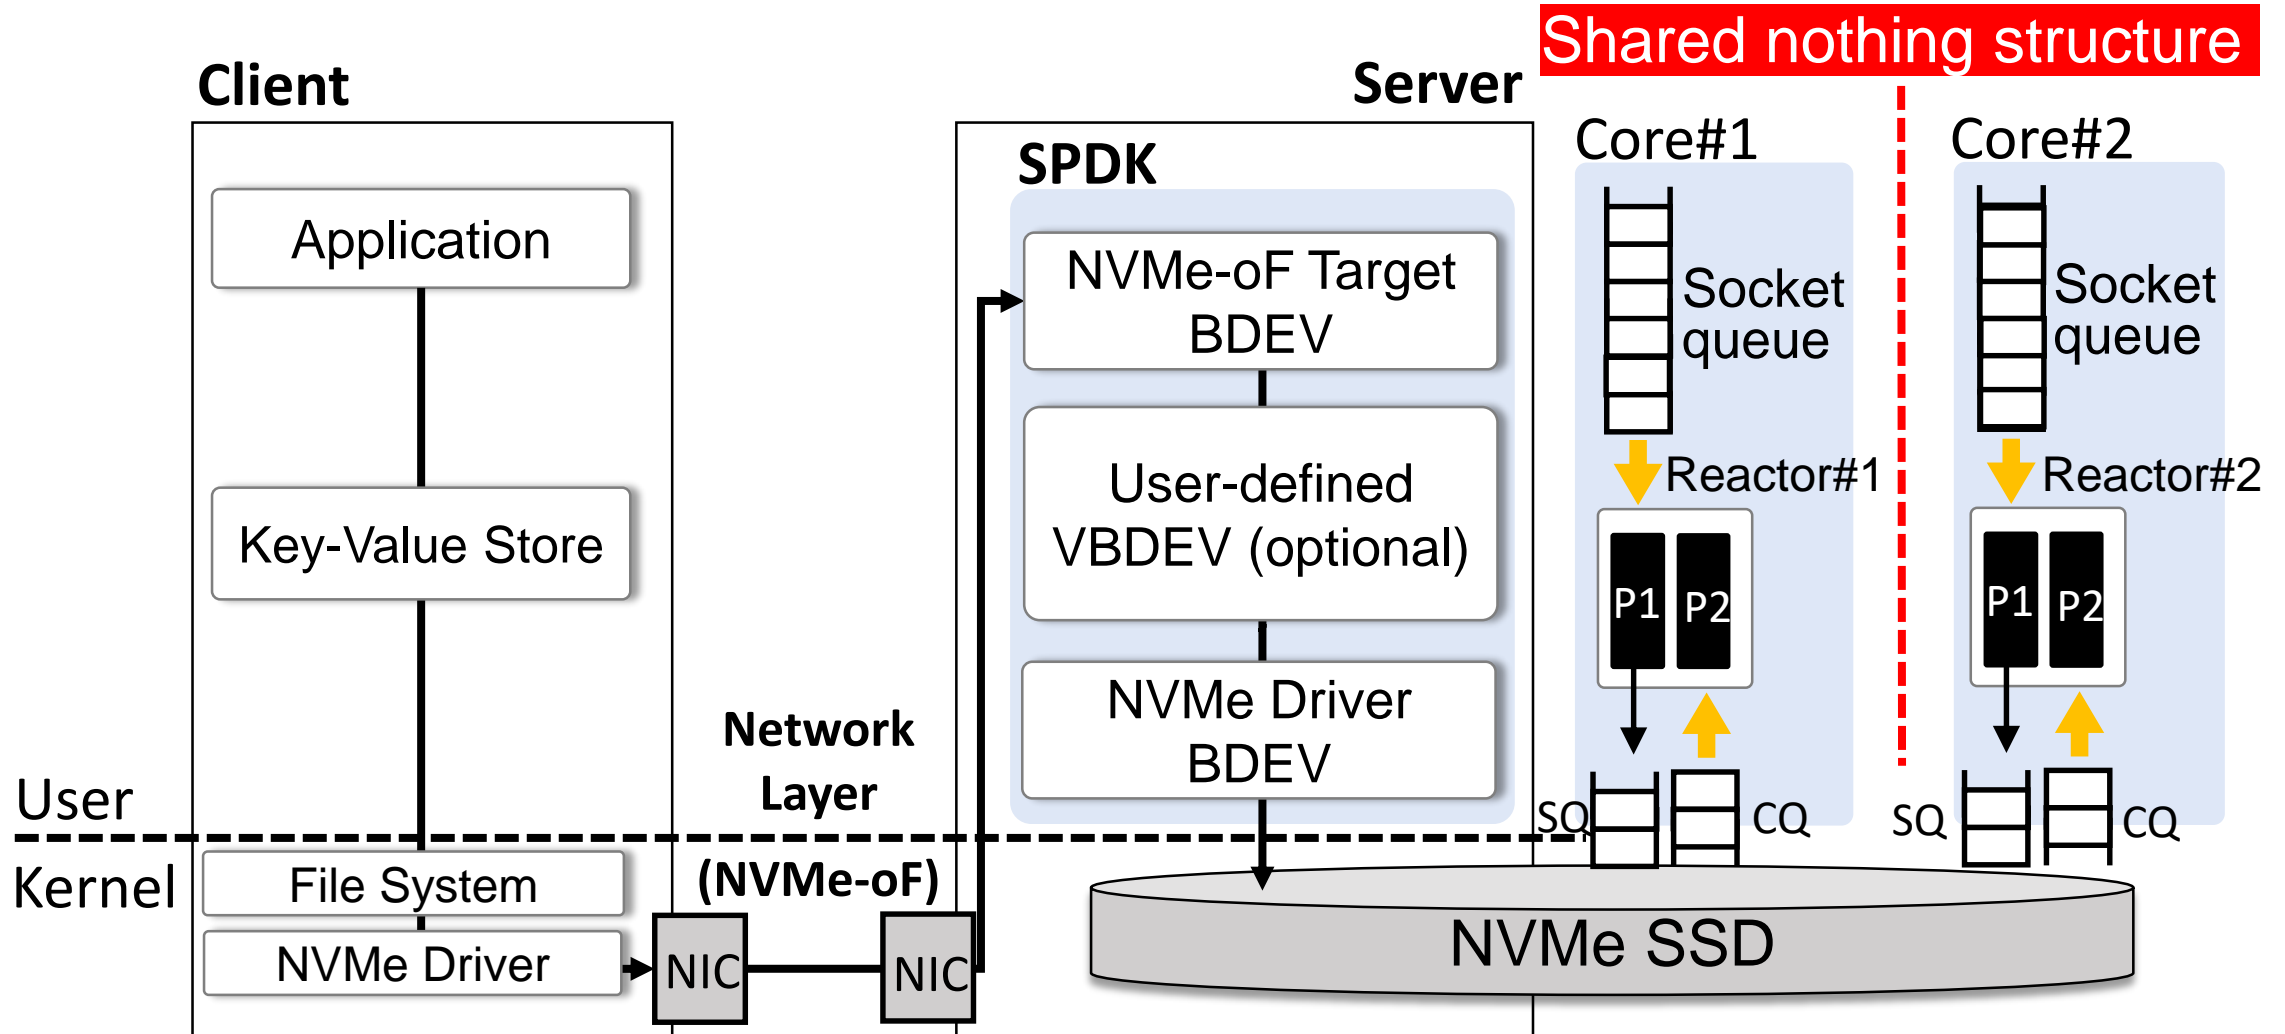 Shared nothing structure
Client
Server
Core#1
Core#2
SPDK
Application
NVMe-oF Target
BDEV
Socket
queue
Socket
queue
Key-Value Store
User-defined
VBDEV (optional)
Reactor#1
Reactor#2
P1
P2
P1
P2
NVMe Driver
BDEV
Network
Layer
(NVMe-oF)
User
Kernel
SQ
CQ
SQ
CQ
File System
NVMe Driver
NIC
NIC
NVMe SSD